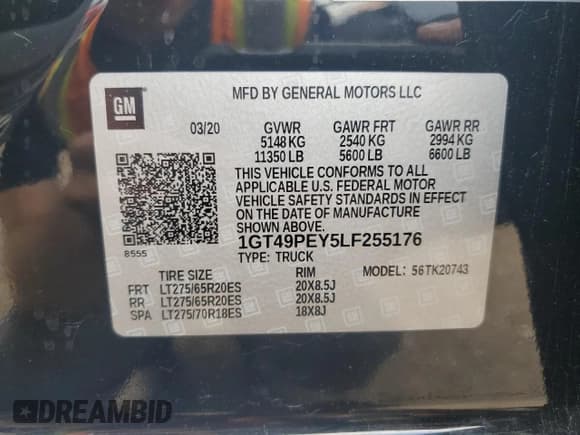 GM
MFD BY GENERAL MOTORS LLC
03/20 GVWR GAWR FRT GAWR RR
5148 KG 2540 KG 2994 KG
11350 LB 5600 LB 6600 LB
THIS VEHICLE CONFORMS TO ALL
APPLICABLE U.S. FEDERAL MOTOR
VEHICLE SAFETY STANDARDS IN EFFECT
ON THE DATE OF MANUFACTURE
SHOWN ABOVE.
8555 1GT49PEY5LF255176
TYPE: TRUCK
TIRE SIZE RIM MODEL: 56TK20743
FRT LT275/65R20ES 20X8.5J
RR LT275/65R20ES 20X8.5J
SPA LT275/70R18ES 18X8J
DREAMBID